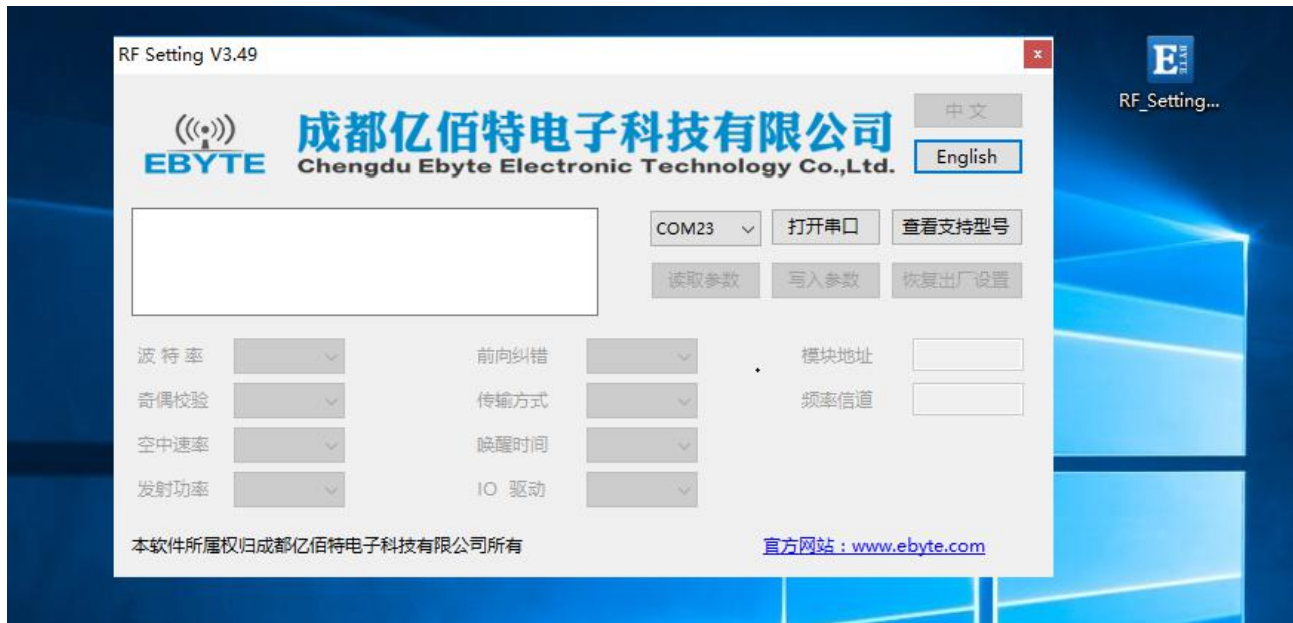 RF Setting V3.49
EBYTE
成都亿佰特电子科技有限公司
Chengdu Ebyte Electronic Technology Co.,Ltd.
中 文
English
E BYTE
RF_Setting...
COM23 打开串口 查看支持型号
读取参数 写入参数 恢复出厂设置
波 特 率 前向纠错 模块地址
奇偶校验 传输方式 频率信道
空中速率 唤醒时间
发射功率 IO 驱动
本软件所属权归成都亿佰特电子科技有限公司所有 官方网站：www.ebyte.com